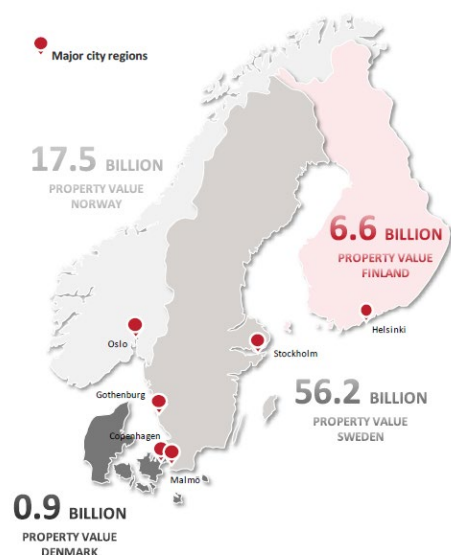 Major city regions
17.5 BILLION
PROPERTY VALUE
NORWAY
6.6 BILLION
PROPERTY VALUE
FINLAND
Helsinki
Oslo
Stockholm
Gothenburg
56.2 BILLION
PROPERTY VALUE
SWEDEN
Copenhagen
Malmö
0.9 BILLION
PROPERTY VALUE
DENMARK